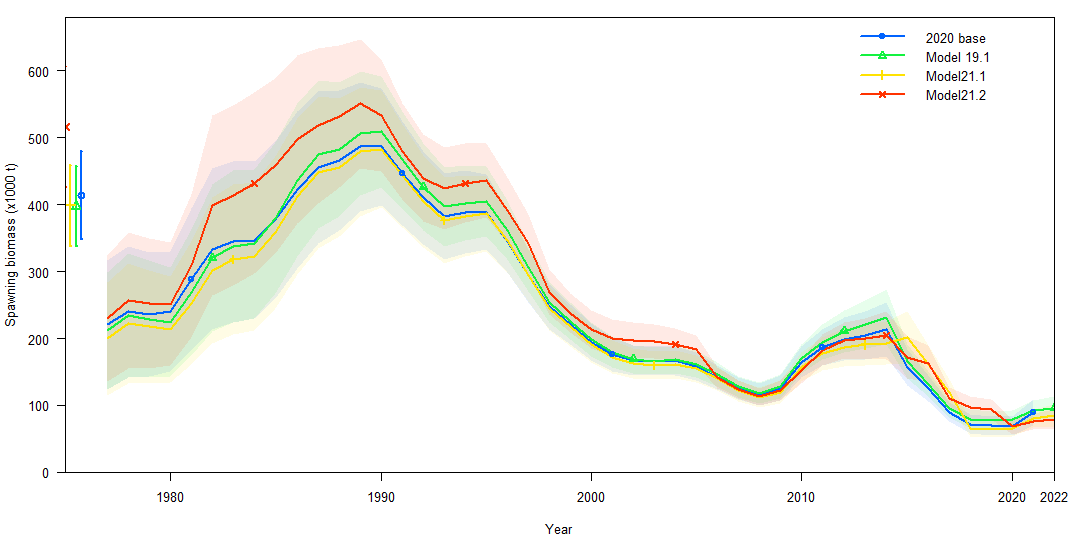 2020 base
Model 19.1
Model21.1
Model21.2
Spawning biomass (x1000 t)
600
500
400
300
200
100
0
1980 1990 2000 2010 2020 2022
Year